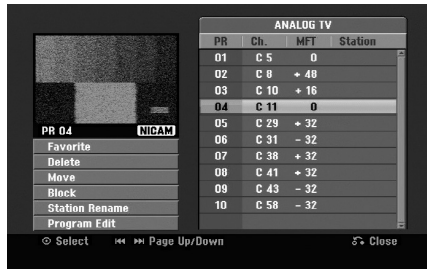 ANALOG TV
PR Ch. MFT Station
01 C 5 0
02 C 8 + 48
03 C 10 + 16
04 C 11 0
05 C 29 + 32
06 C 31 - 32
07 C 38 + 32
08 C 41 + 32
09 C 43 - 32
10 C 58 - 32
PR 04 NICAM
Favorite
Delete
Move
Block
Station Rename
Program Edit
Select Page Up/Down Close